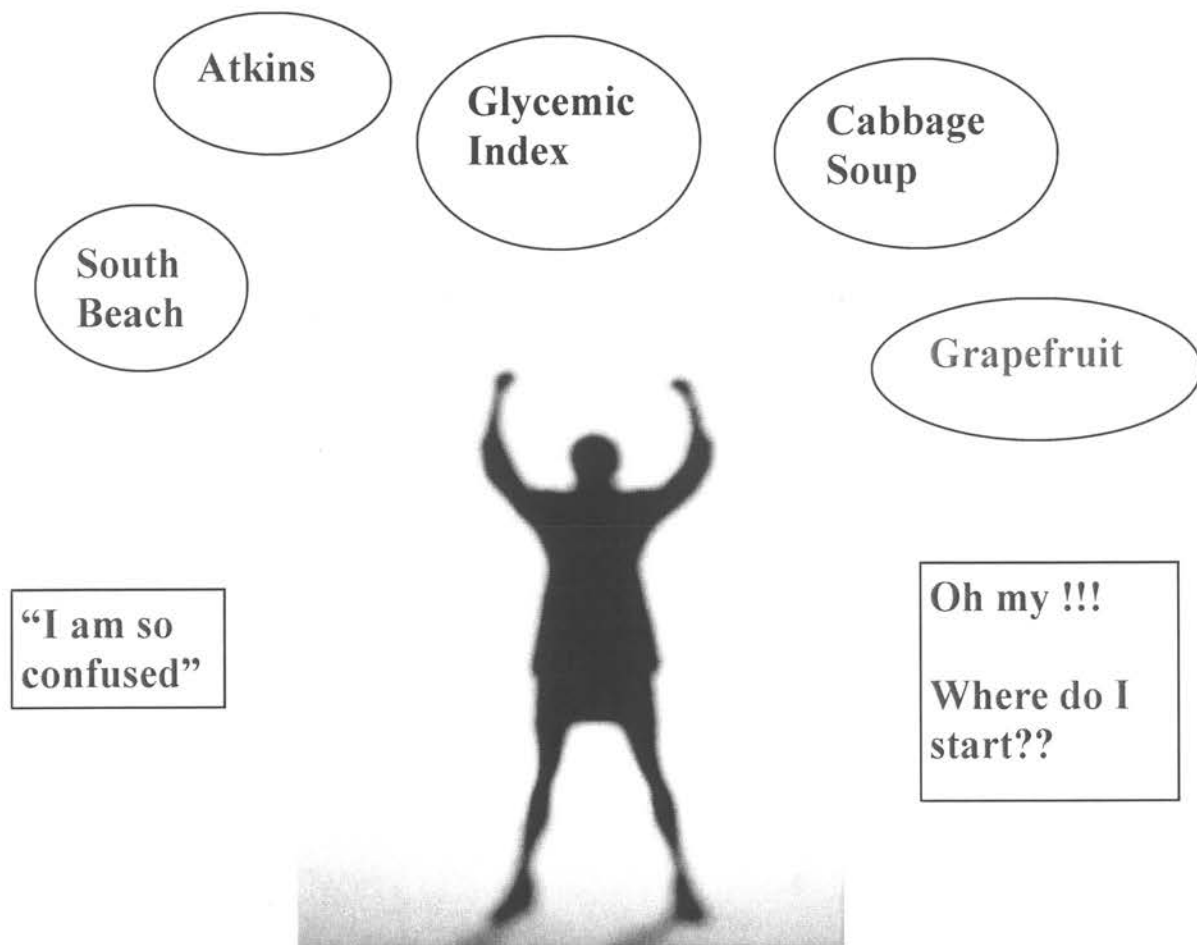 Atkins
Glycemic
Index
Cabbage
Soup
South
Beach
Grapefruit
“I am so
confused”
Oh my !!!
Where do I
start??